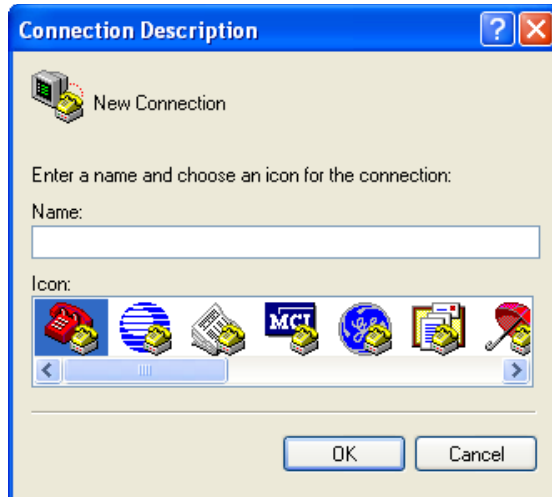 Connection Description
New Connection
Enter a name and choose an icon for the connection:
Name:
Icon:
MCI
OK
Cancel